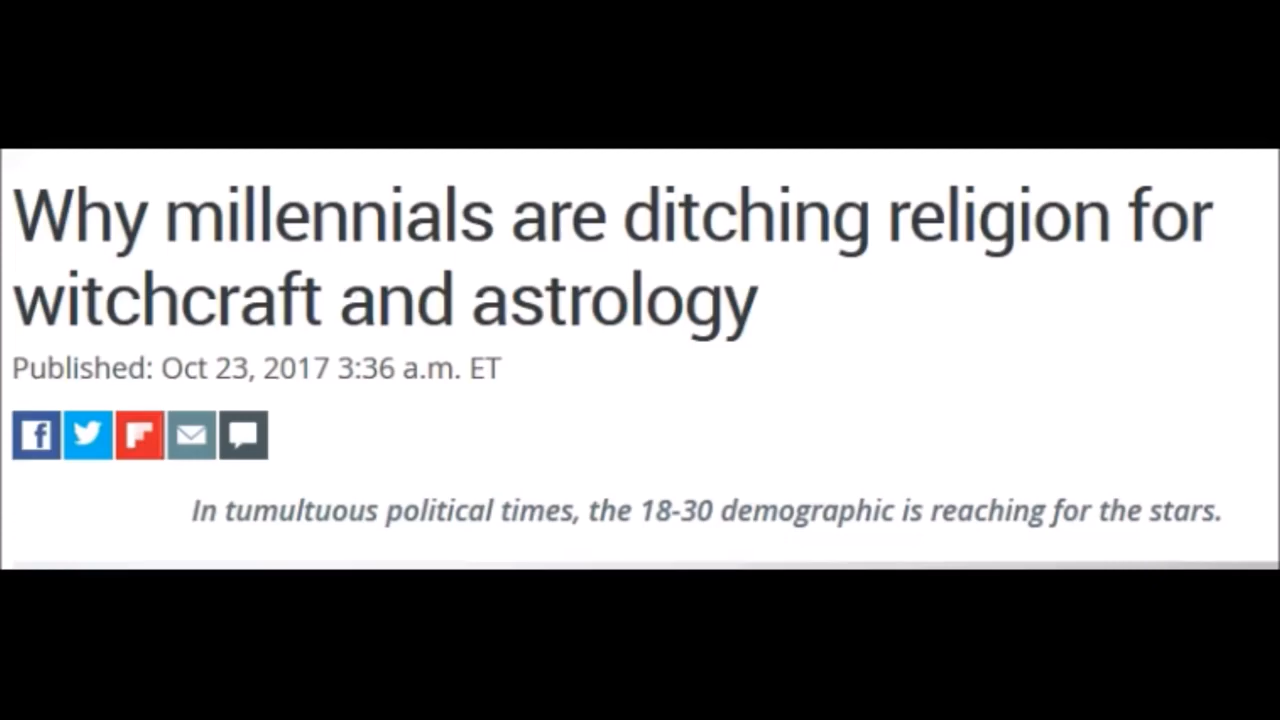 Why millennials are ditching religion for
witchcraft and astrology
Published: Oct 23, 2017 3:36 a.m. ET
In tumultuous political times, the 18-30 demographic is reaching for the stars.